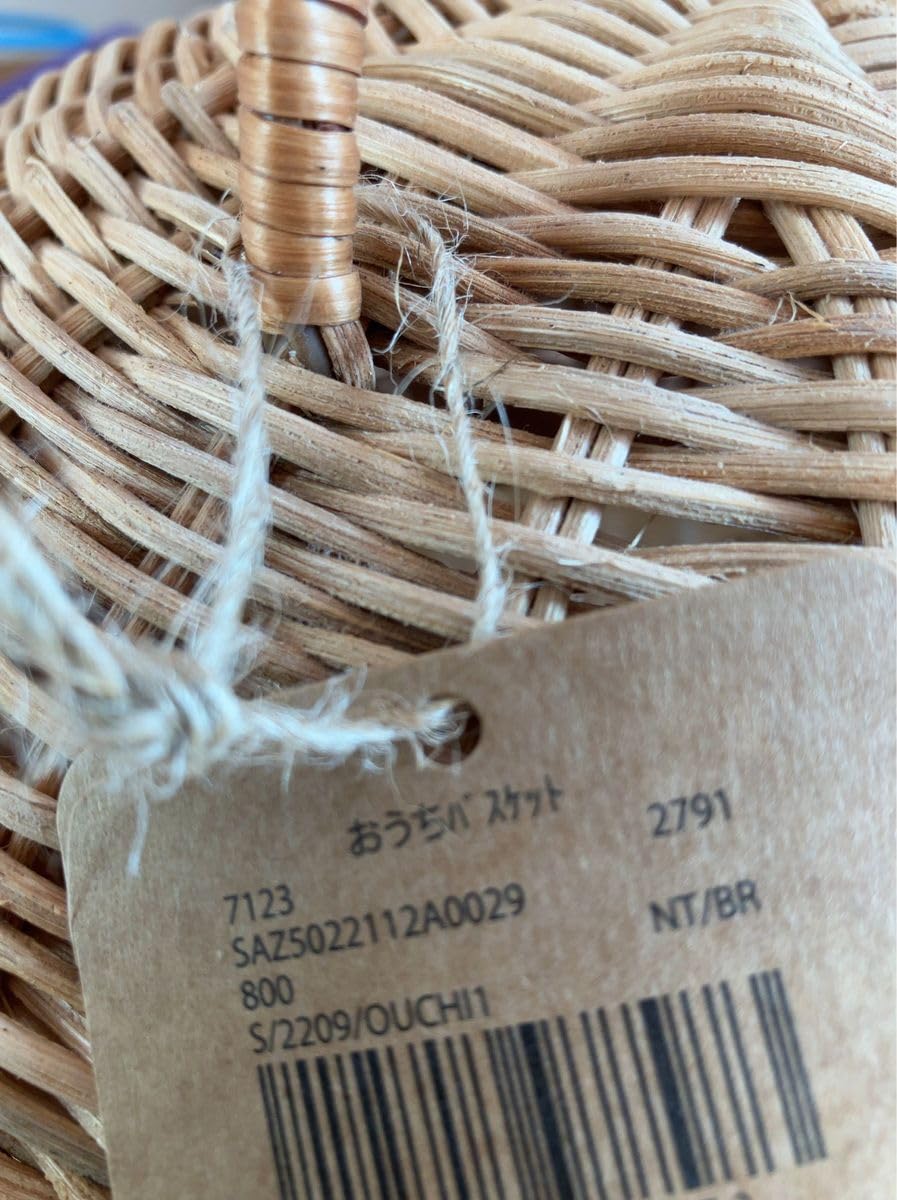 おうちﾊﾞｽｹｯﾄ 2791
7123
SAZ5022112A0029 NT/BR
800
S/2209/OUCHI1